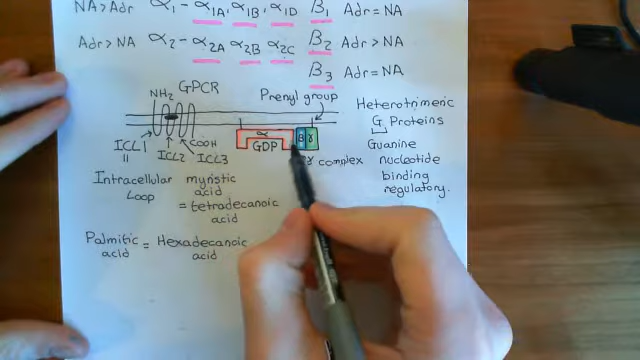 NA>Adr α1 - α1A, α1B, α1D β1 Adr = NA
Adr>NA α2 - α2A α2B α2C β2 Adr > NA
β3 Adr = NA
NH2 GPCR Prenyl group
Heterotrimeric
G Proteins
Guanine
nucleotide
binding
regulatory.
α
GDP
β γ
γ complex
COOH
ICL1 ICL2 ICL3
=
Intracellular
Loop
myristic
acid
= tetradecanoic
acid
Palmitic = Hexadecanoic
acid acid